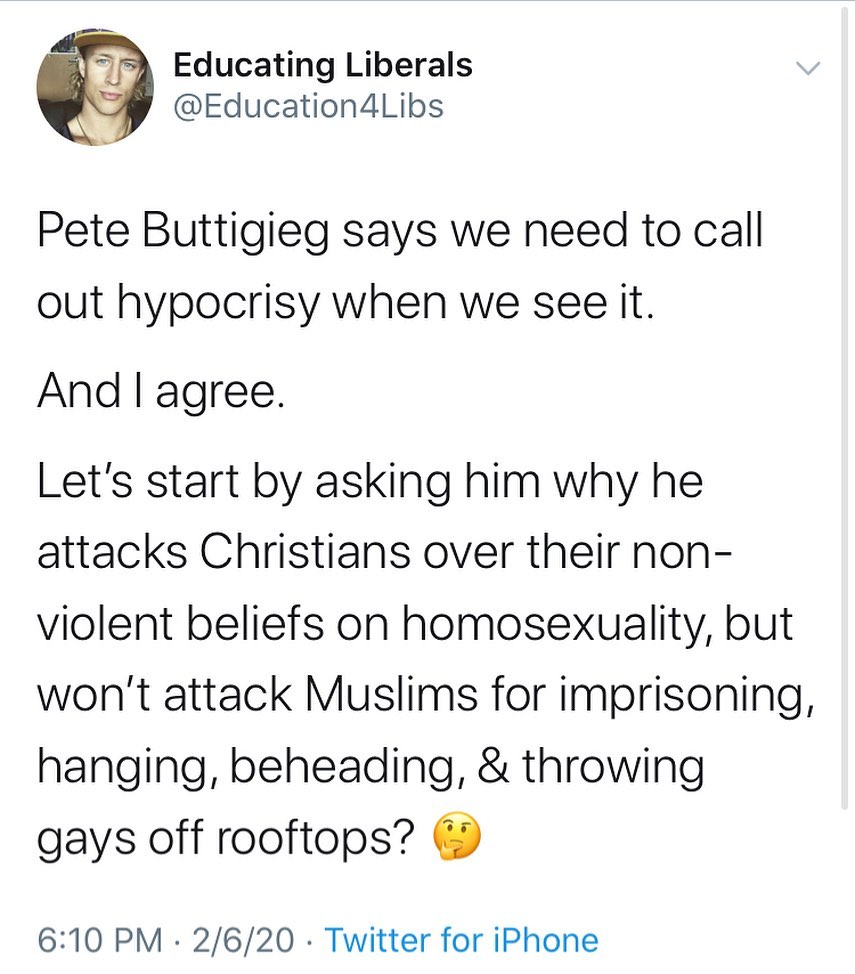 Educating Liberals
@Education4Libs
Pete Buttigieg says we need to call
out hypocrisy when we see it.
And I agree.
Let’s start by asking him why he
attacks Christians over their non-
violent beliefs on homosexuality, but
won’t attack Muslims for imprisoning,
hanging, beheading, & throwing
gays off rooftops? 🤔
6:10 PM · 2/6/20 · Twitter for iPhone